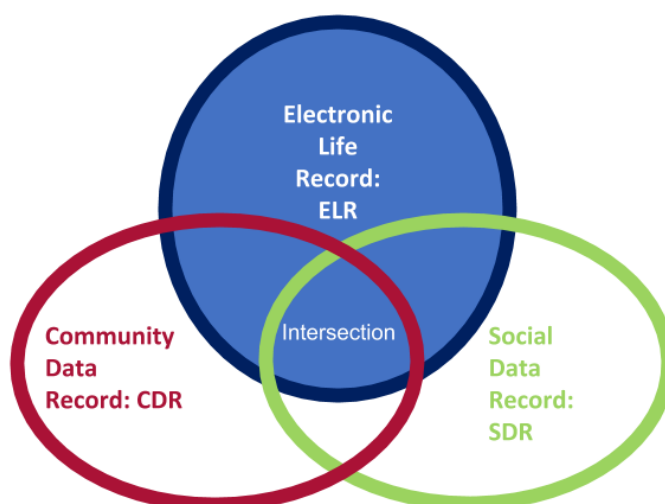 Electronic
Life
Record:
ELR
Intersection
Community
Data
Record: CDR
Social
Data
Record:
SDR